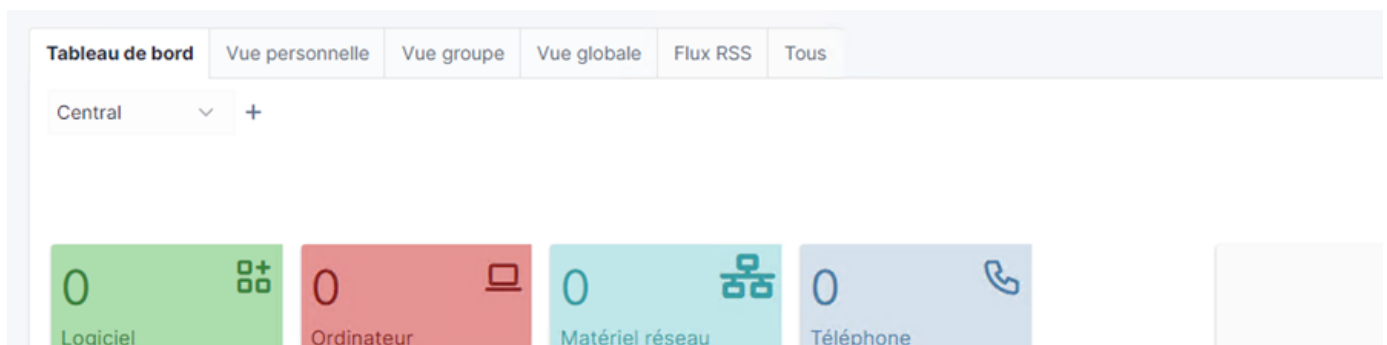 Tableau de bord Vue personnelle Vue groupe Vue globale Flux RSS Tous
Central +
0 0 0 0
Logiciel Ordinateur Matériel réseau Téléphone